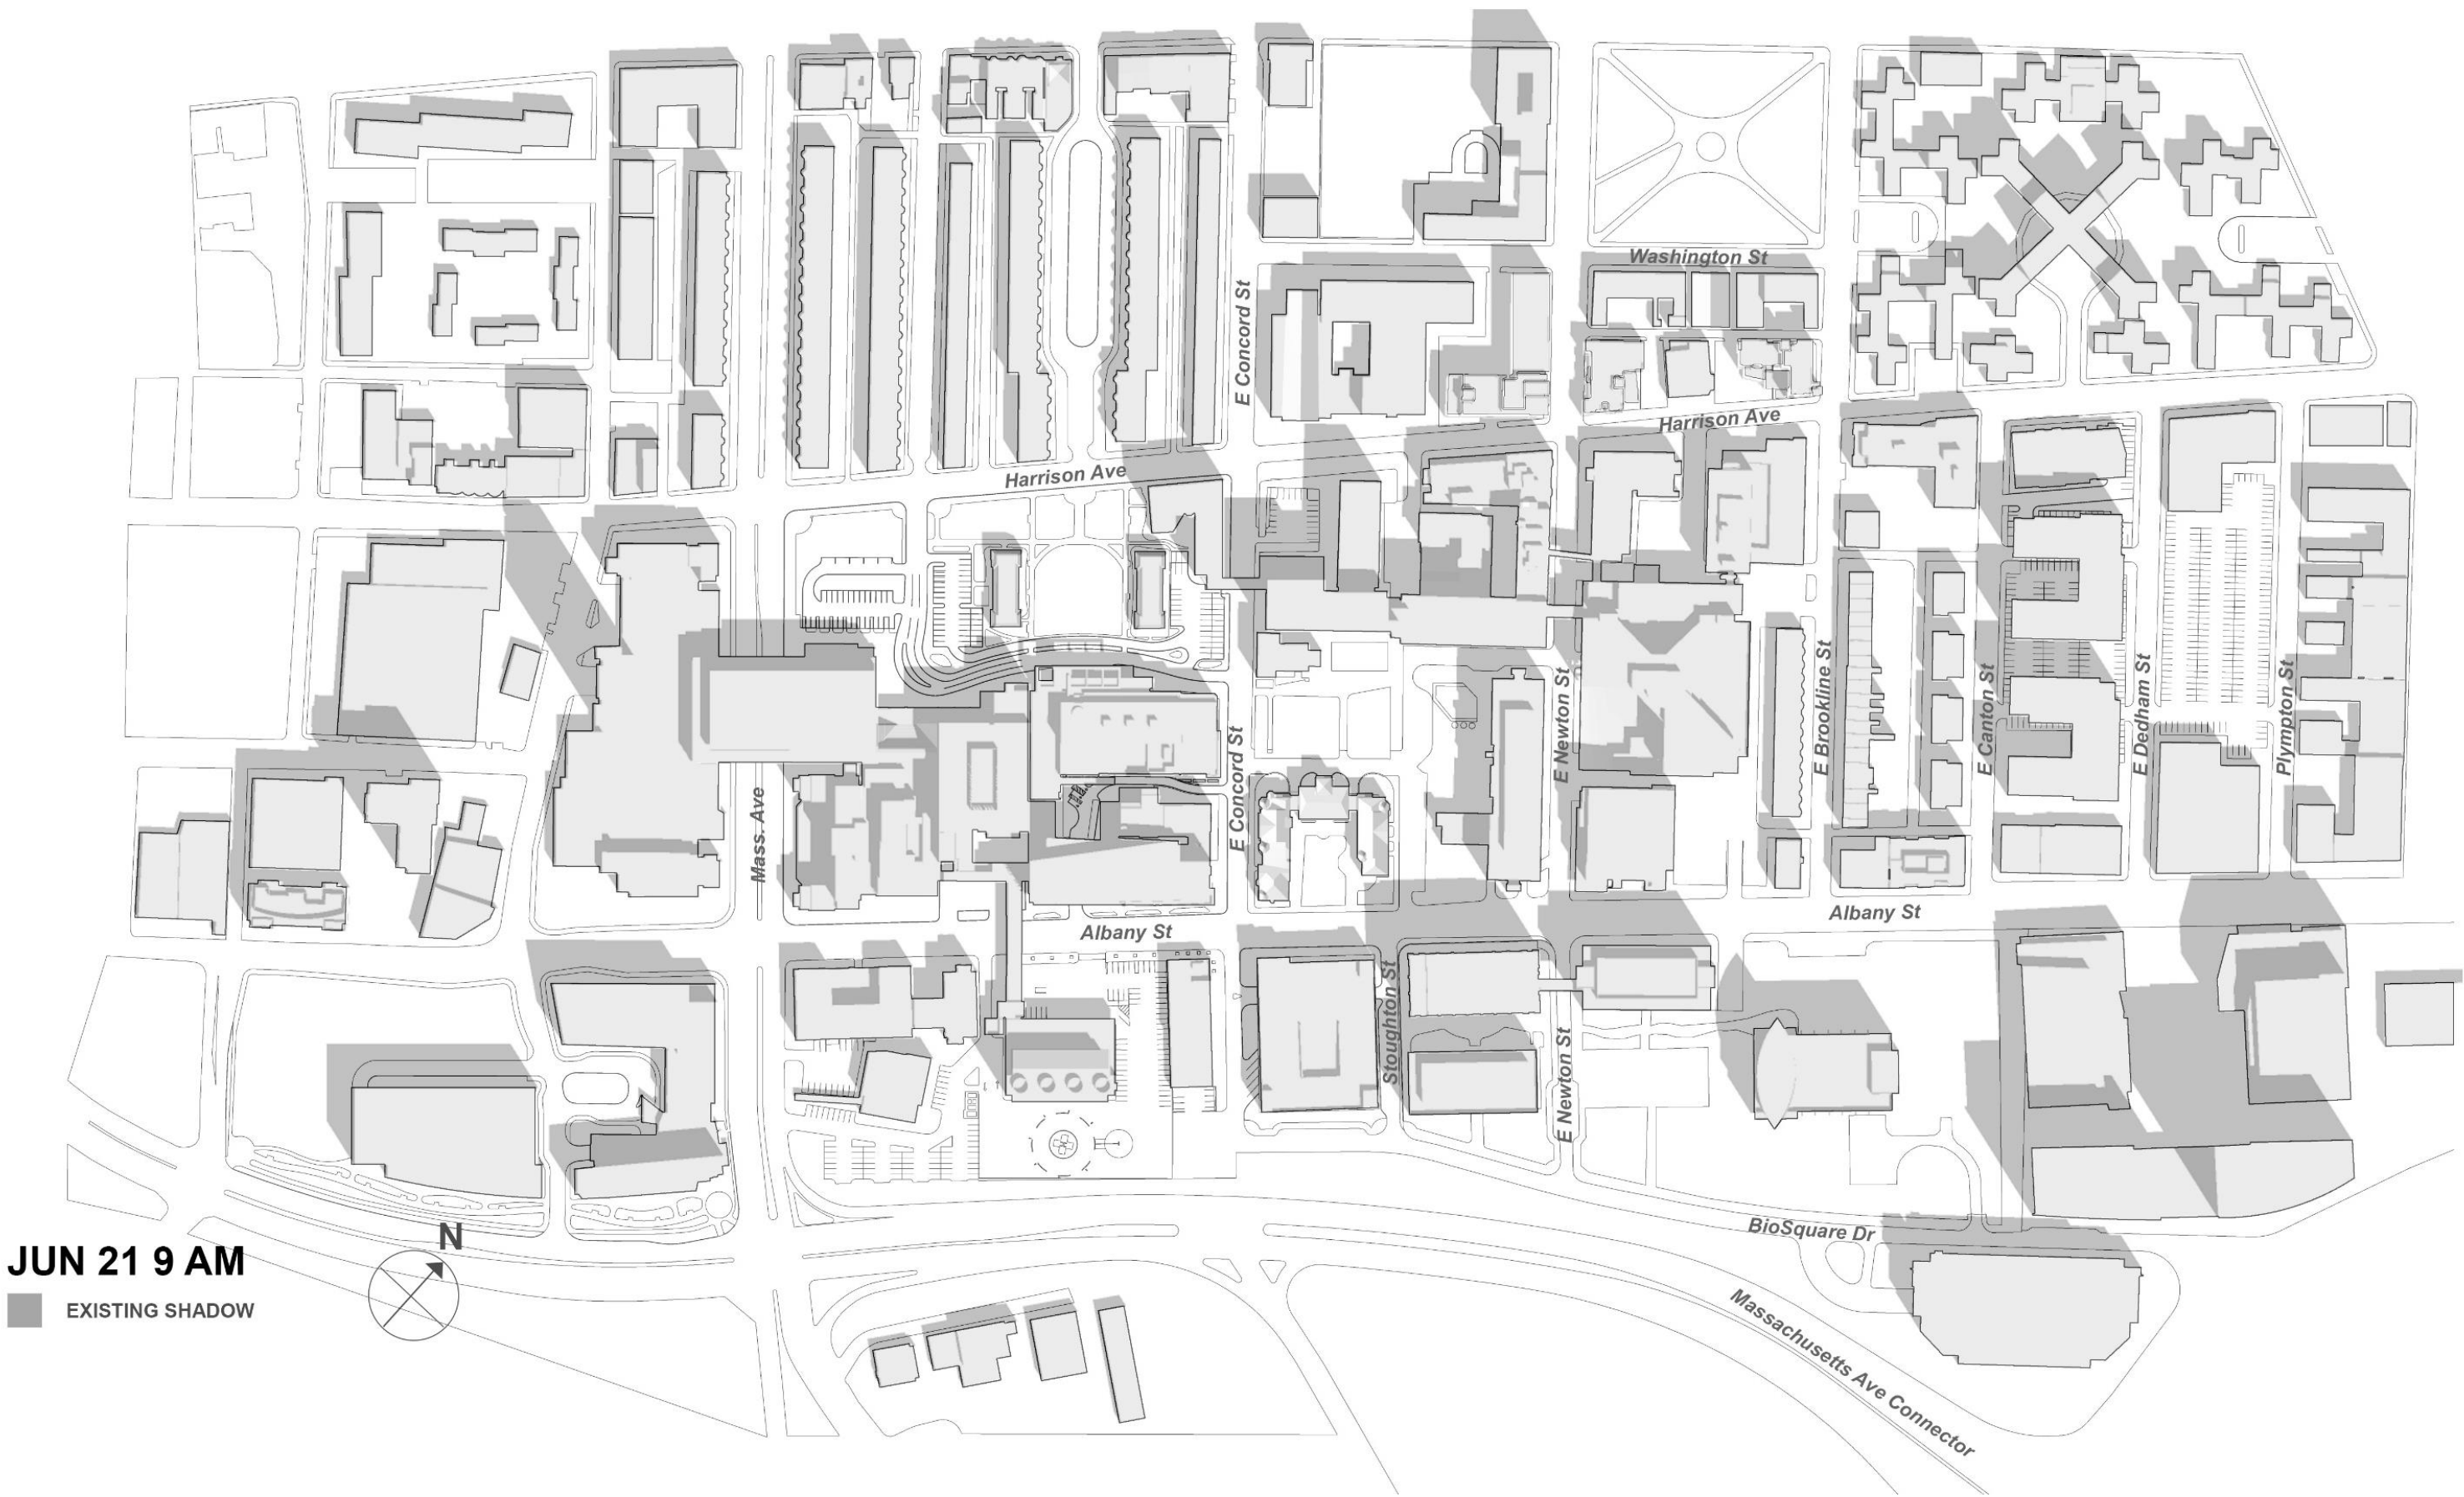 Washington St
E Concord St
Harrison Ave
Harrison Ave
E Brookline St
E Newton St
E Canton St
E Dedham St
Plympton St
E Concord St
Mass. Ave
Albany St
Albany St
Stoughton St
E Newton St
BioSquare Dr
N
JUN 21 9 AM
EXISTING SHADOW
Massachusetts Ave Connector